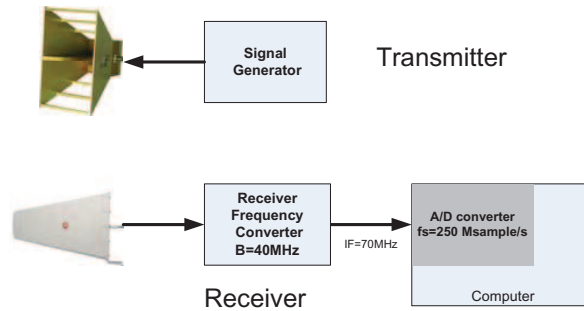 Signal
Generator
Transmitter
Receiver
Frequency
Converter
B=40MHz
IF=70MHz
A/D converter
fs=250 Msample/s
Computer
Receiver